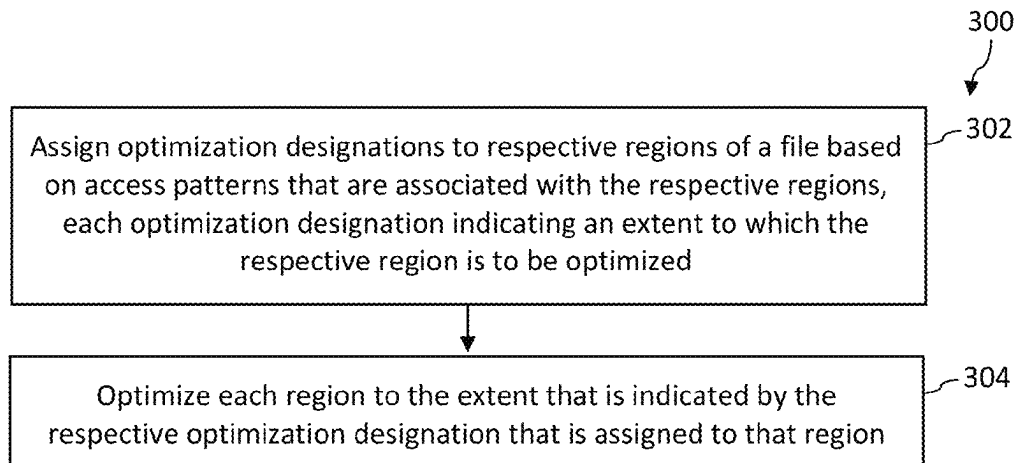 300
302
Assign optimization designations to respective regions of a file based
on access patterns that are associated with the respective regions,
each optimization designation indicating an extent to which the
respective region is to be optimized
304
Optimize each region to the extent that is indicated by the
respective optimization designation that is assigned to that region